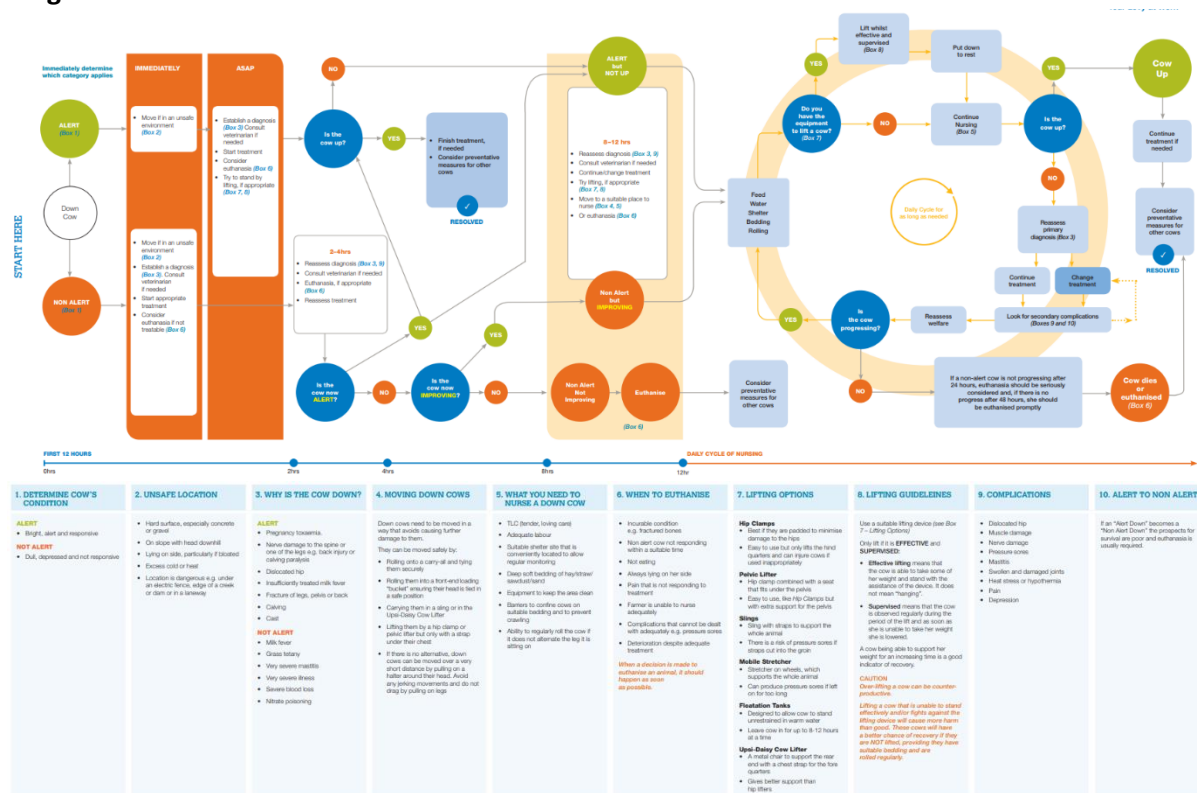 Immediately determine
which category applies
START HERE
ALERT
(Box 1)
Down
Cow
NON ALERT
(Box 1)
IMMEDIATELY
• Move if in an unsafe
environment
(Box 2)
• Move if in an unsafe
environment
(Box 2)
• Establish a diagnosis
(Box 3). Consult
veterinarian
if needed
• Start appropriate
treatment
• Consider
euthanasia if not
treatable (Box 6)
ASAP
• Establish a diagnosis
(Box 3) Consult
veterinarian if
needed
• Start treatment
• Consider
euthanasia (Box 6)
• Try to stand by
lifting, if appropriate
(Box 7, 8)
NO
Is the
cow up?
YES
• Finish treatment,
if needed
• Consider preventative
measures for other
cows
RESOLVED
2-4hrs
• Reassess diagnosis (Box 3, 9)
• Consult veterinarian if needed
• Euthanasia, if appropriate
(Box 6)
• Reassess treatment
YES
Is the
cow now
ALERT?
NO
Is the
cow now
IMPROVING?
YES
NO
ALERT
but
NOT UP
8-12 hrs
• Reassess diagnosis (Box 3, 9)
• Consult veterinarian if needed
• Continue/change treatment
• Try lifting, if appropriate
(Box 7, 8)
• Move to a suitable place to
nurse (Box 4, 5)
• Or euthanasia (Box 6)
Non Alert
but
IMPROVING
Non Alert
Not
Improving
Euthanise
(Box 6)
Consider
preventative
measures for
other cows
Feed
Water
Shelter
Bedding
Rolling
Do you
have the
equipment
to lift a cow?
(Box 7)
YES
Lift whilst
effective and
supervised
(Box 8)
Put down
to rest
NO
Continue
Nursing
(Box 5)
Is the
cow up?
YES
Cow
Up
Continue
treatment if
needed
Consider
preventative
measures for
other cows
RESOLVED
NO
Daily Cycle for
as long as needed
Reassess
primary
diagnosis (Box 3)
Continue
treatment
Change
treatment
Look for secondary complications
(Boxes 9 and 10)
Reassess
welfare
Is
the cow
progressing?
YES
NO
If a non-alert cow is not progressing after
24 hours, euthanasia should be seriously
considered and, if there is no
progress after 48 hours, she should
be euthanised promptly
Cow dies
or
euthanised
(Box 6)
FIRST 12 HOURS
DAILY CYCLE OF NURSING
0hrs
2hrs
4hrs
8hrs
12hr
1. DETERMINE COW'S
CONDITION
ALERT
• Bright, alert and responsive
NOT ALERT
• Dull, depressed and not responsive
2. UNSAFE LOCATION
• Hard surface, especially concrete
or gravel
• On slope with head downhill
• Lying on side, particularly if bloated
• Excess cold or heat
• Location is dangerous e.g. under
an electric fence, edge of a creek
or dam or in a laneway
3. WHY IS THE COW DOWN?
ALERT
• Pregnancy toxaemia.
• Nerve damage to the spine or
one of the legs e.g. back injury or
calving paralysis
• Dislocated hip
• Insufficiently treated milk fever
• Fracture of legs, pelvis or back
• Calving
• Cast
NOT ALERT
• Milk fever
• Grass tetany
• Very severe mastitis
• Very severe illness
• Severe blood loss
• Nitrate poisoning
4. MOVING DOWN COWS
Down cows need to be moved in a
way that avoids causing further
damage to them.
They can be moved safely by:
• Rolling onto a carry-all and tying
them securely
• Rolling them into a front-end loading
"bucket" ensuring their head is tied in
a safe position
• Carrying them in a sling or in the
Upsi-Daisy Cow Lifter
• Lifting them by a hip clamp or
pelvic lifter but only with a strap
under their chest
• If there is no alternative, down
cows can be moved over a very
short distance by pulling on a
halter around their head. Avoid
any jerking movements and do not
drag by pulling on legs
5. WHAT YOU NEED TO
NURSE A DOWN COW
• TLC (tender, loving care)
• Adequate labour
• Suitable shelter site that is
conveniently located to allow
regular monitoring
• Deep soft bedding of hay/straw/
sawdust/sand
• Equipment to keep the area clean
• Barriers to confine cows on
suitable bedding and to prevent
crawling
• Ability to regularly roll the cow if
it does not alternate the leg it is
sitting on
6. WHEN TO EUTHANISE
• Incurable condition
e.g. fractured bones
• Non alert cow not responding
within a suitable time
• Not eating
• Always lying on her side
• Pain that is not responding to
treatment
• Farmer is unable to nurse
adequately
• Complications that cannot be dealt
with adequately e.g. pressure sores
• Deterioration despite adequate
treatment
When a decision is made to
euthanise an animal, it should
happen as soon
as possible.
7. LIFTING OPTIONS
Hip Clamps
• Best if they are padded to minimise
damage to the hips
• Easy to use but only lifts the hind
quarters and can injure cows if
used inappropriately
Pelvic Lifter
• Hip clamp combined with a seat
that fits under the pelvis
• Easy to use, like Hip Clamps but
with extra support for the pelvis
Slings
• Sling with straps to support the
whole animal
• There is a risk of pressure sores if
straps cut into the groin
Mobile Stretcher
• Stretcher on wheels, which
supports the whole animal
• Can produce pressure sores if left
on for too long
Floatation Tanks
• Designed to allow cow to stand
unrestrained in warm water
• Leave cow in for up to 8-12 hours
at a time
Upsi-Daisy Cow Lifter
• A metal chair to support the rear
end with a chest strap for the fore
quarters
• Gives better support than
hip lifters
8. LIFTING GUIDELEINES
Use a suitable lifting device (see Box
7 – Lifting Options)
Only lift if it is EFFECTIVE and
SUPERVISED:
• Effective lifting means that
the cow is able to take some of
her weight and stand with the
assistance of the device. It does
not mean "hanging".
• Supervised means that the cow
is observed regularly during the
period of the lift and as soon as
she is unable to take her weight
she is lowered.
A cow being able to support her
weight for an increasing time is a good
indicator of recovery.
CAUTION
Over-lifting a cow can be counter-
productive.
Lifting a cow that is unable to stand
effectively and/or fights against the
lifting device will cause more harm
than good. These cows will have
a better chance of recovery if they
are NOT lifted, providing they have
suitable bedding and are
rolled regularly.
9. COMPLICATIONS
• Dislocated hip
• Muscle damage
• Nerve damage
• Pressure sores
• Mastitis
• Swollen and damaged joints
• Heat stress or hypothermia
• Pain
• Depression
10. ALERT TO NON ALERT
If an "Alert Down" becomes a
"Non Alert Down" the prospects for
survival are poor and euthanasia is
usually required.